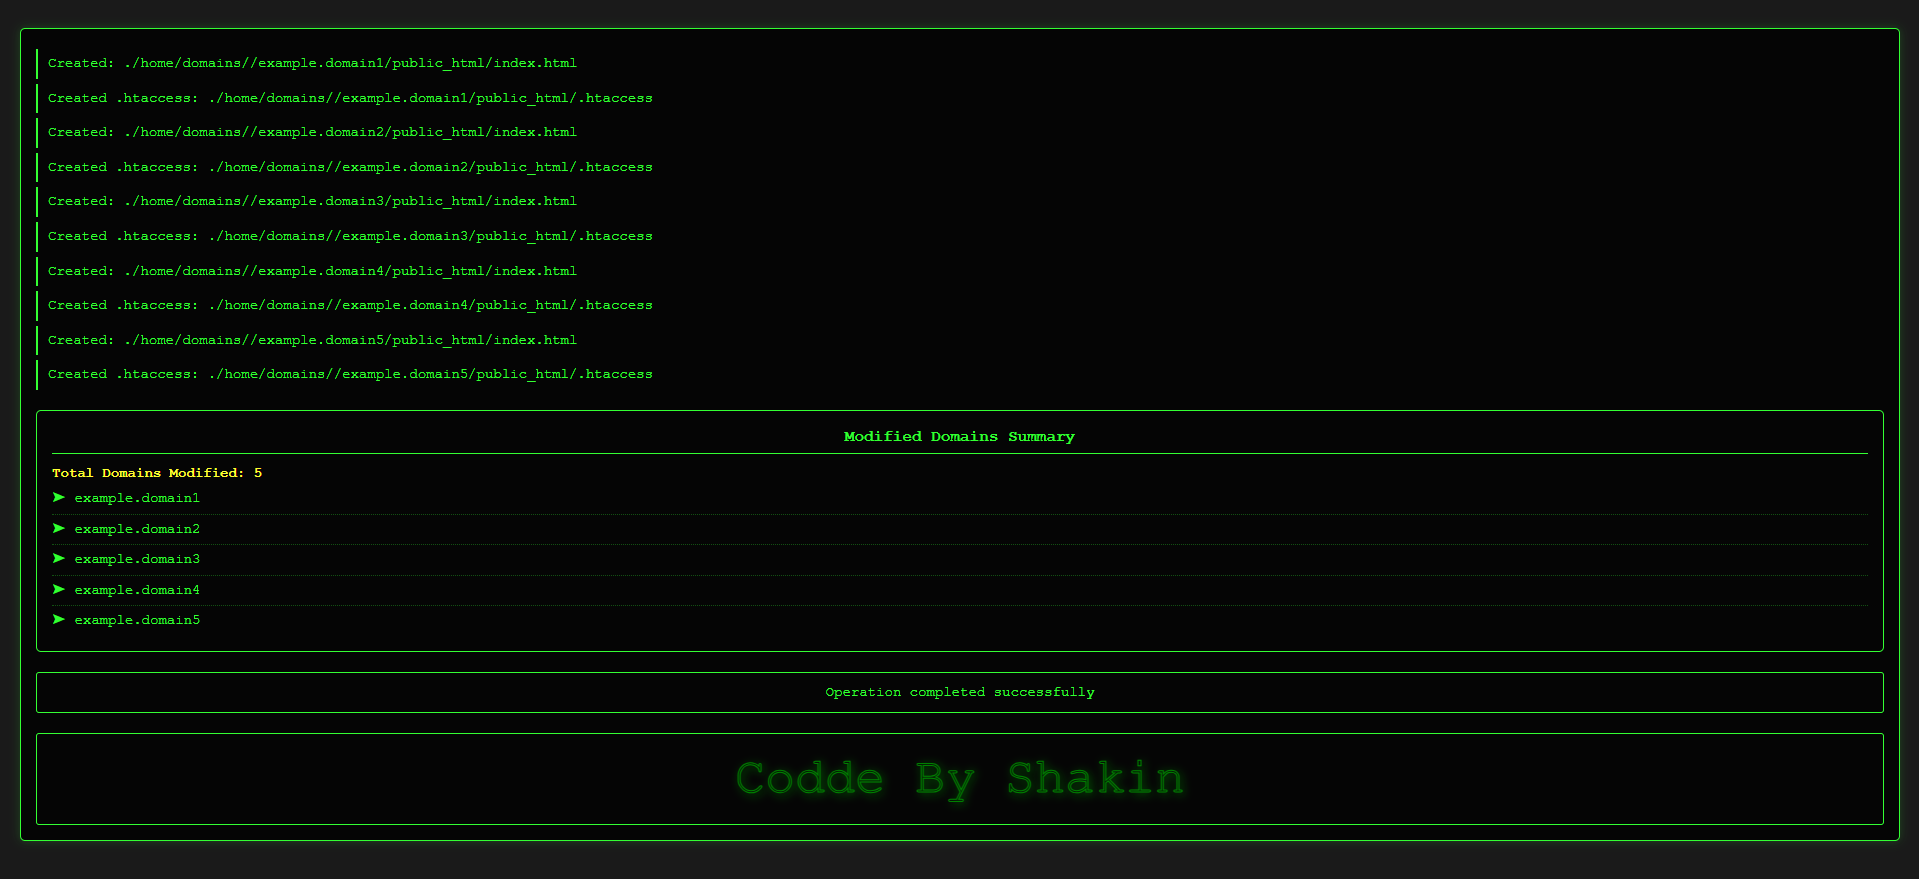 Created: ./home/domains//example.domain1/public_html/index.html
Created .htaccess: ./home/domains//example.domain1/public_html/.htaccess
Created: ./home/domains//example.domain2/public_html/index.html
Created .htaccess: ./home/domains//example.domain2/public_html/.htaccess
Created: ./home/domains//example.domain3/public_html/index.html
Created .htaccess: ./home/domains//example.domain3/public_html/.htaccess
Created: ./home/domains//example.domain4/public_html/index.html
Created .htaccess: ./home/domains//example.domain4/public_html/.htaccess
Created: ./home/domains//example.domain5/public_html/index.html
Created .htaccess: ./home/domains//example.domain5/public_html/.htaccess
Modified Domains Summary
Total Domains Modified: 5
➤ example.domain1
➤ example.domain2
➤ example.domain3
➤ example.domain4
➤ example.domain5
Operation completed successfully
Codde By Shakin